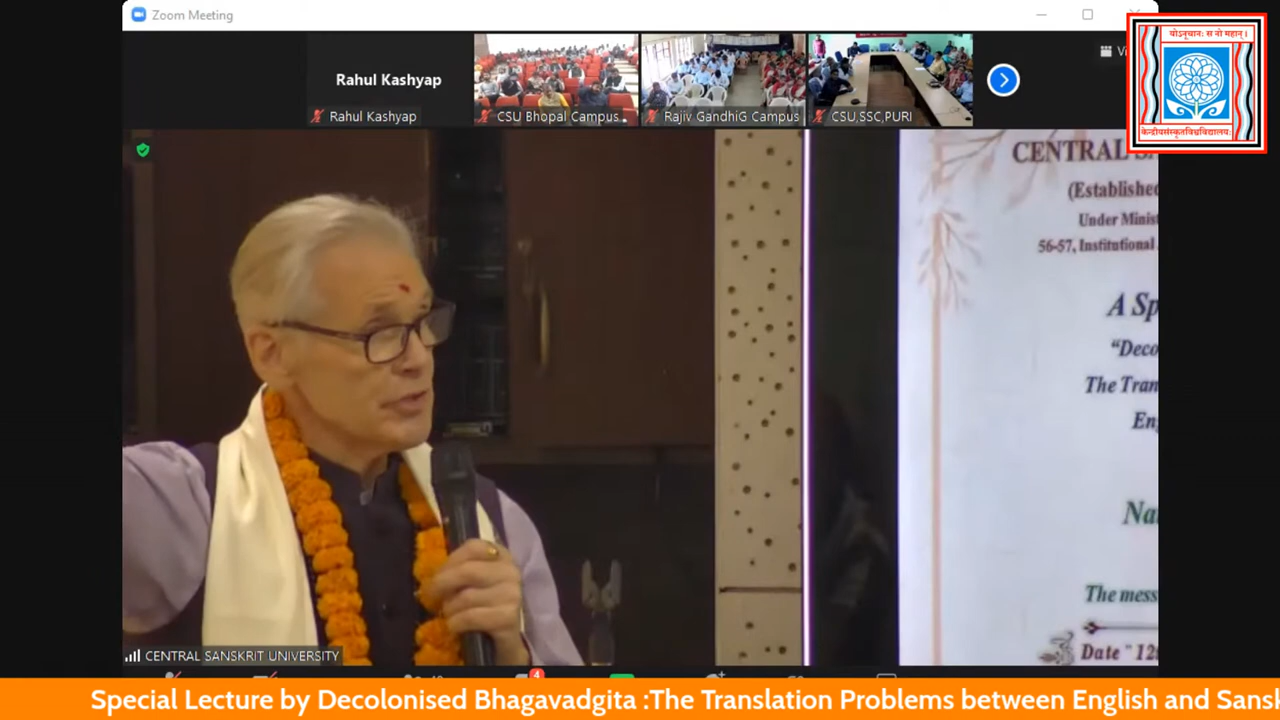 Zoom Meeting
Rahul Kashyap
Rahul Kashyap
CSU Bhopal Campus...
Rajiv GandhiG Campus
CSU,SSC,PURI
योऽनूचानः स नो महान् ।
केन्द्रीयसंस्कृतविश्वविद्यालयः
CENTRAL
(Established
Under Minist
56-57, Institutional
A Sp
"Deco
The Tran
En
Na
The mess
Date " 12
CENTRAL SANSKRIT UNIVERSITY
4
Special Lecture by Decolonised Bhagavadgita :The Translation Problems between English and Sansk